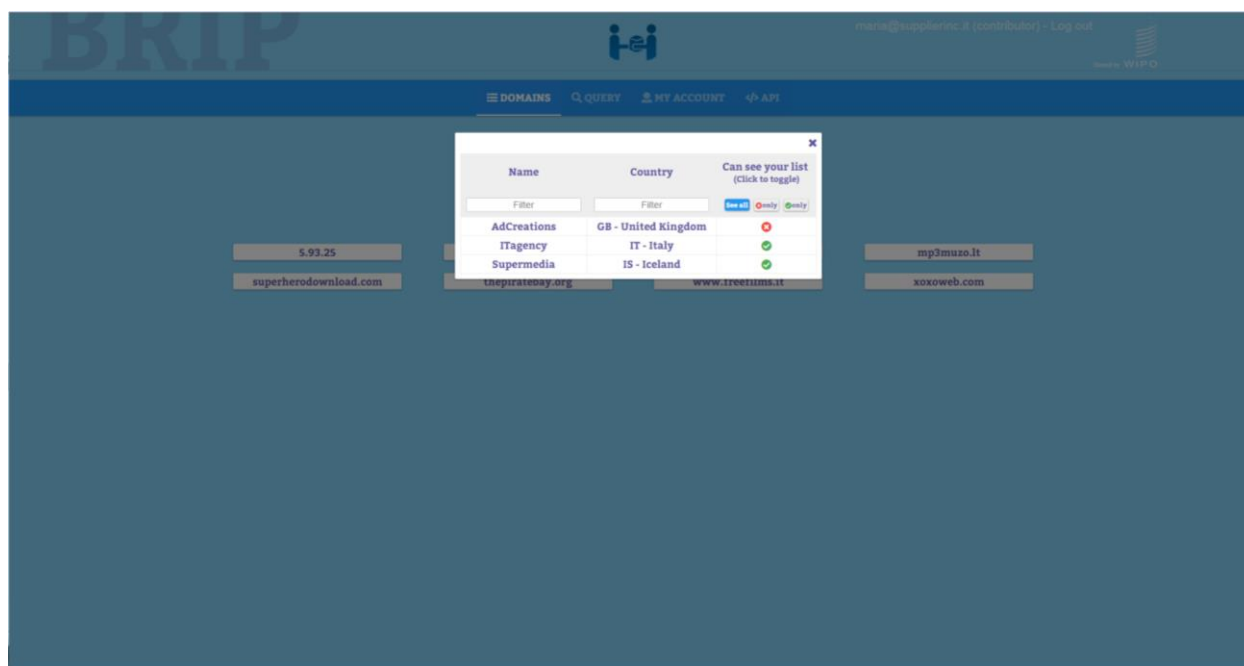 BRIP
maria@supplierinc.it (contributor) - Log out
WIPO
DOMAINS QUERY MY ACCOUNT API
Name Country Can see your list
(Click to toggle)
Filter Filter See all only only
AdCreations GB - United Kingdom
ITagency IT - Italy
Supermedia IS - Iceland
5.93.25 mp3muzo.lt
superherodownload.com thepiratebay.org www.freefilms.it xoxoweb.com